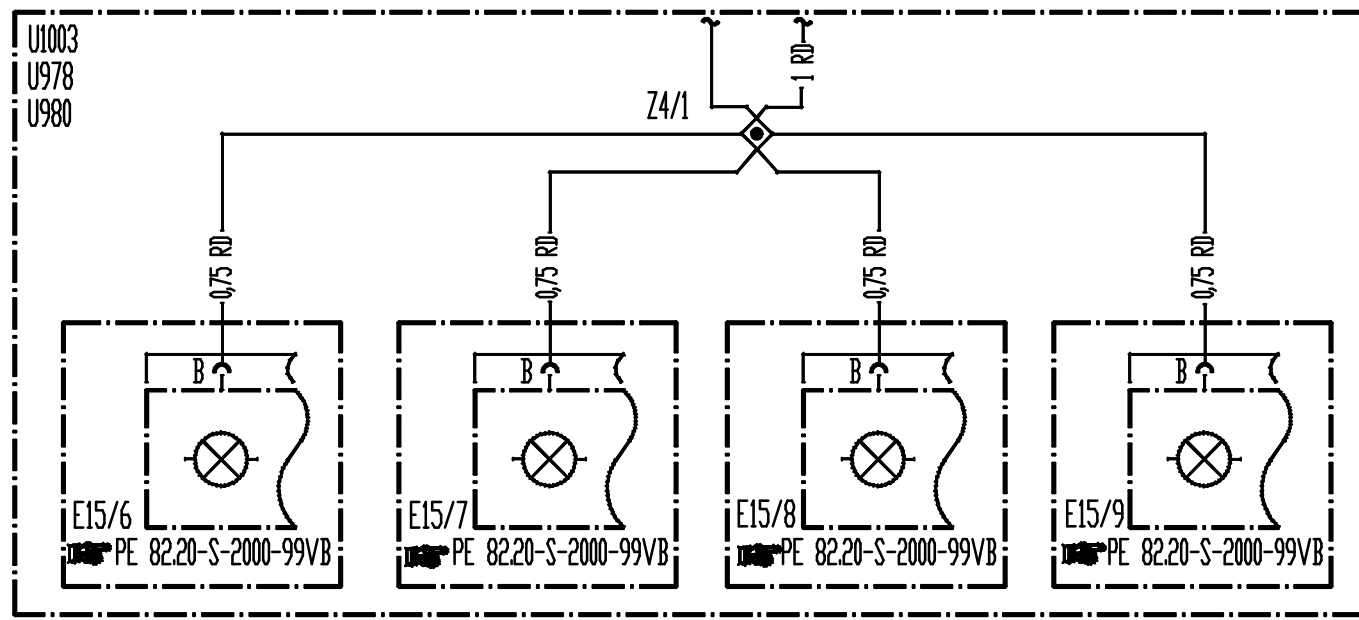 U1003
U978
U980
1 RD
Z4/1
0,75 RD
0,75 RD
0,75 RD
0,75 RD
B
B
B
B
E15/6
PE 82.20-S-2000-99VB
E15/7
PE 82.20-S-2000-99VB
E15/8
PE 82.20-S-2000-99VB
E15/9
PE 82.20-S-2000-99VB